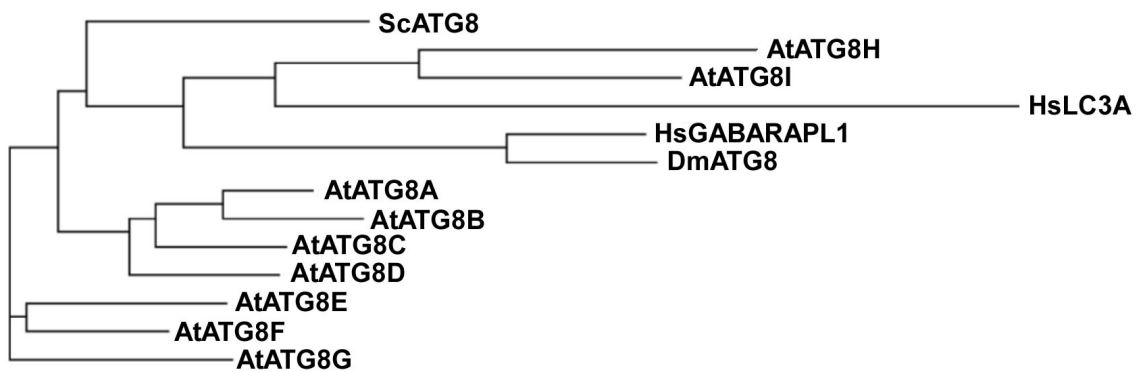 ScATG8
AtATG8H
AtATG8I
HsLC3A
HsGABARAPL1
DmATG8
AtATG8A
AtATG8B
AtATG8C
AtATG8D
AtATG8E
AtATG8F
AtATG8G